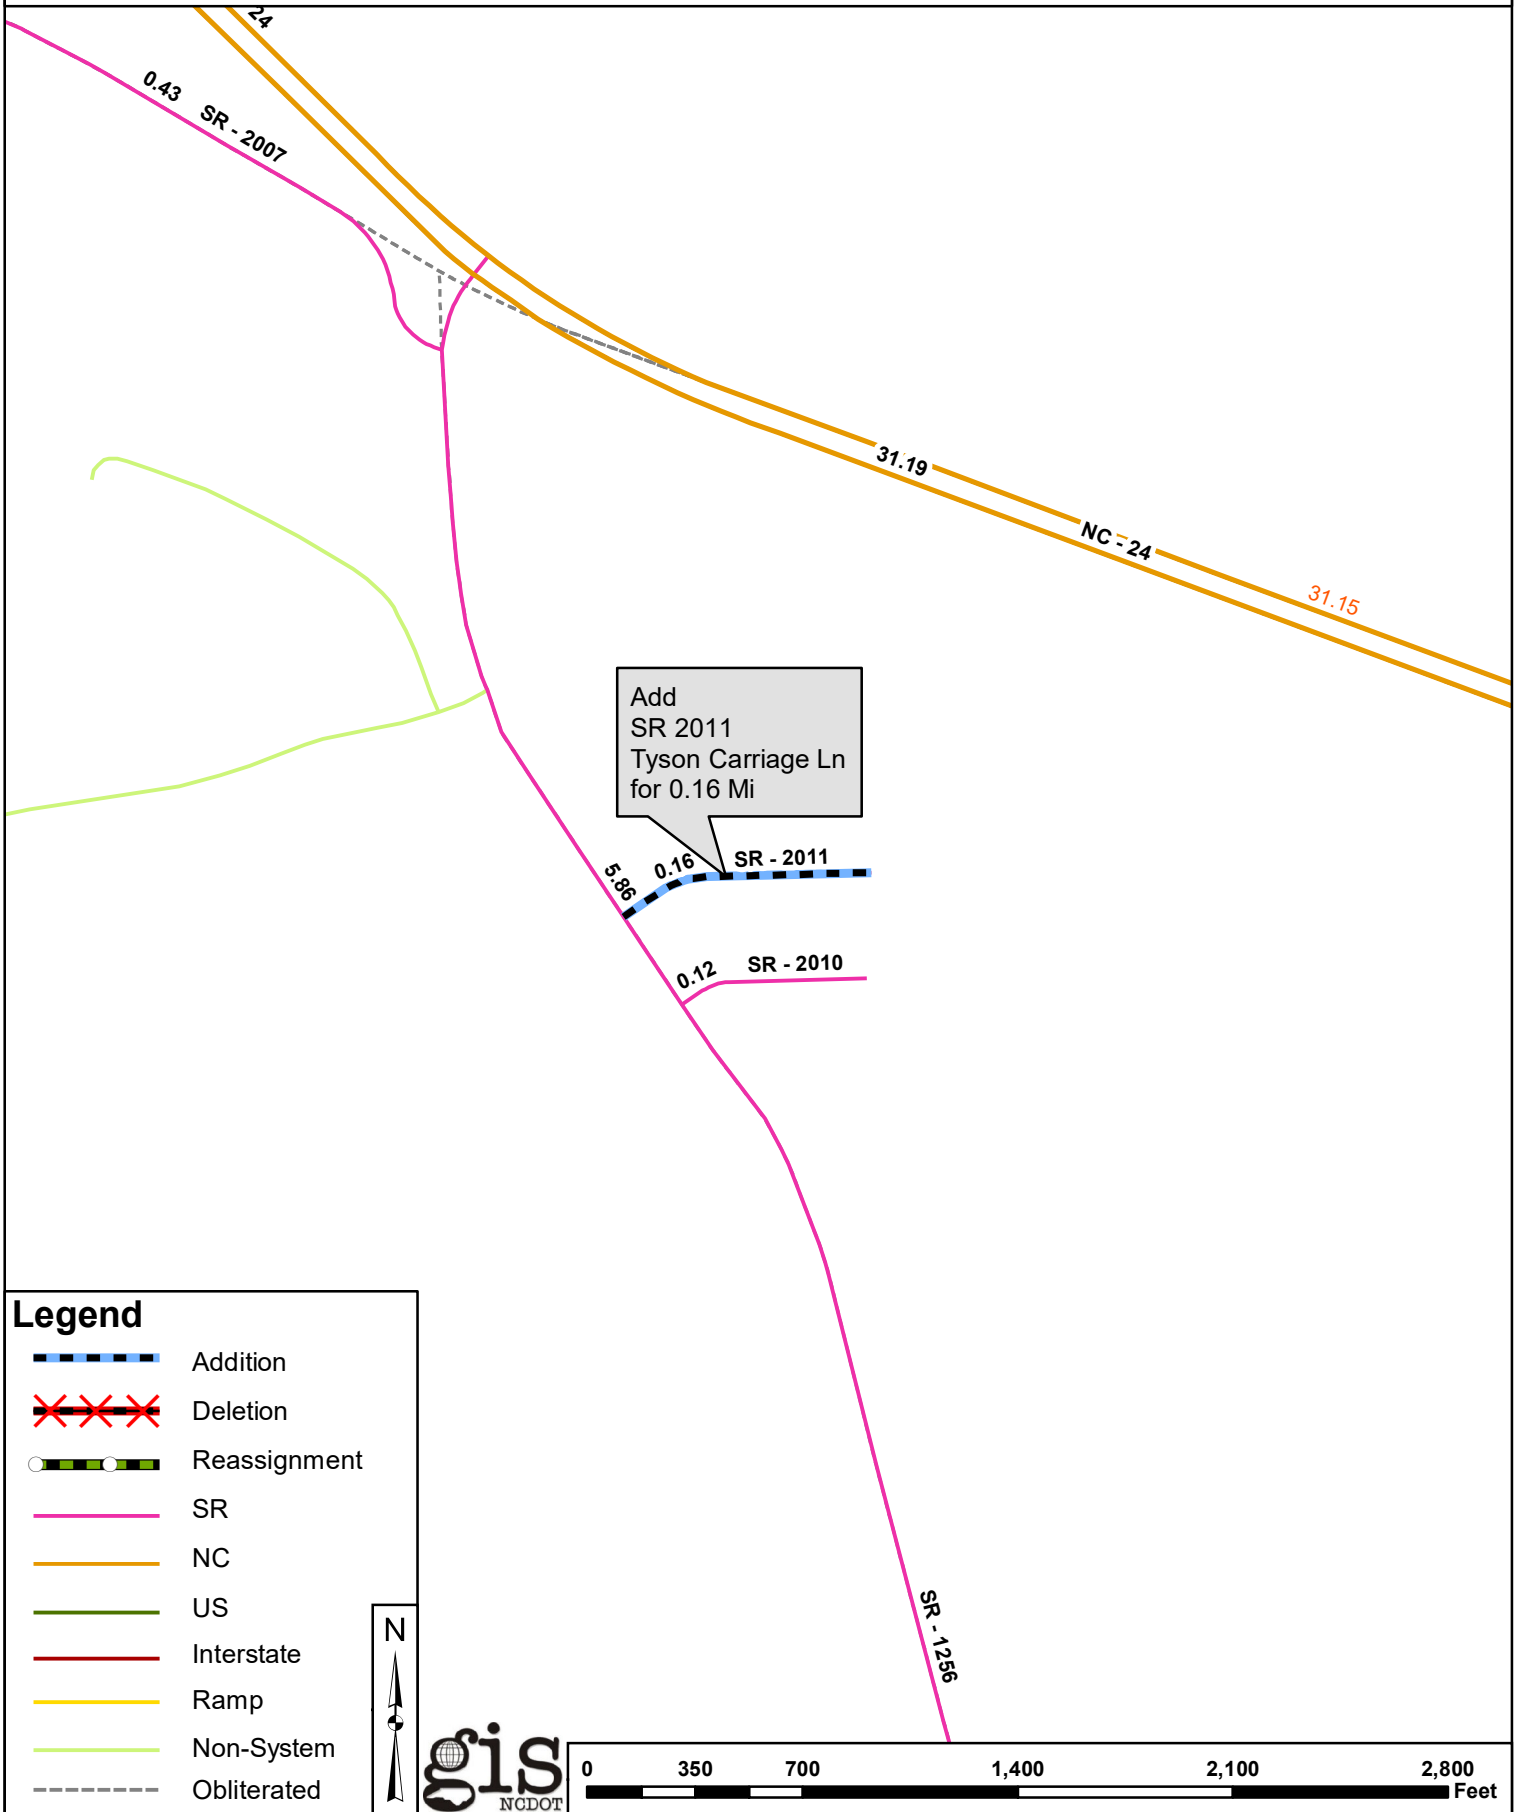 24
0.43
SR - 2007
31.19
NC - 24
31.15
Add
SR 2011
Tyson Carriage Ln
for 0.16 Mi
5.86
0.16
SR - 2011
0.12
SR - 2010
SR - 1256
Legend
Addition
Deletion
Reassignment
SR
NC
US
Interstate
Ramp
Non-System
Obliterated
N
gis
NCDOT
0 350 700 1,400 2,100 2,800
Feet